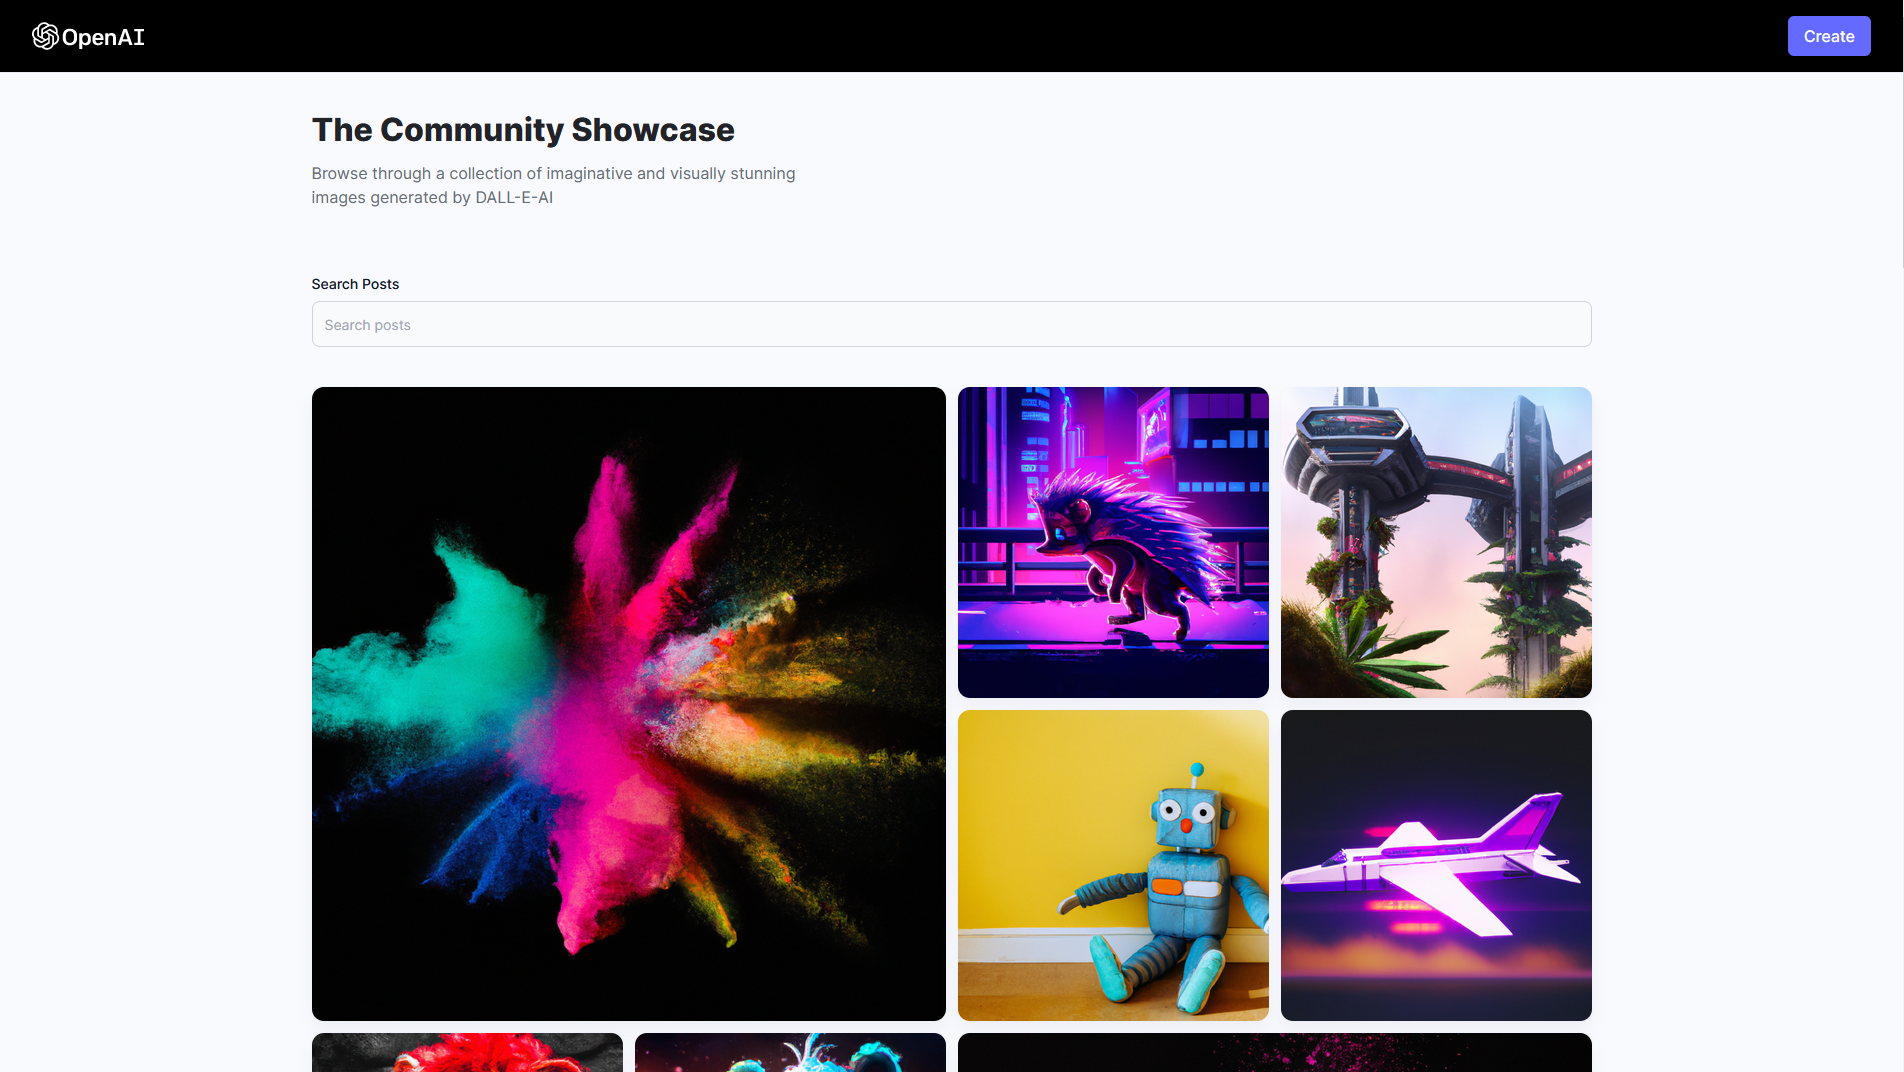 OpenAI
Create
The Community Showcase
Browse through a collection of imaginative and visually stunning
images generated by DALL-E-AI
Search Posts
Search posts